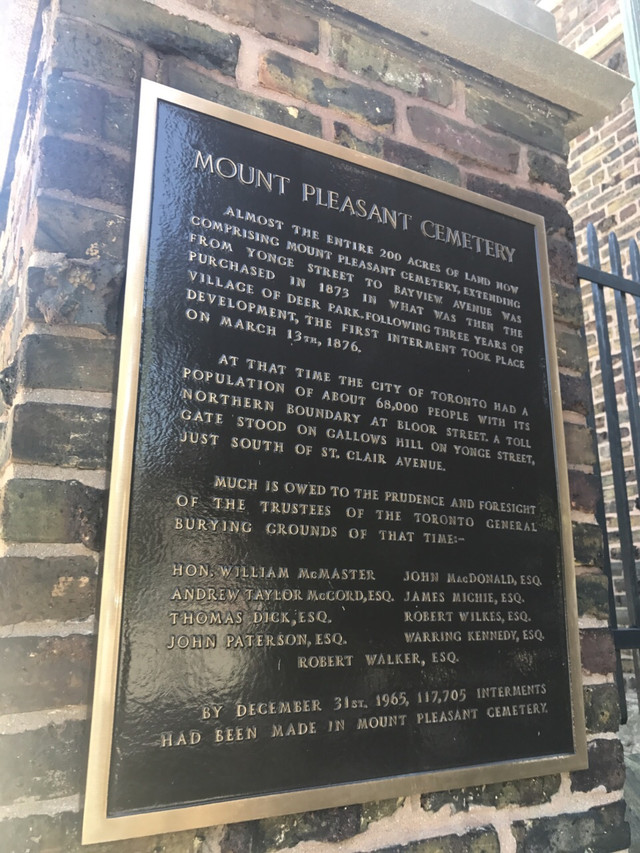 MOUNT PLEASANT CEMETERY
ALMOST THE ENTIRE 200 ACRES OF LAND NOW
COMPRISING MOUNT PLEASANT CEMETERY, EXTENDING
FROM YONGE STREET TO BAYVIEW AVENUE WAS
PURCHASED IN 1873 IN WHAT WAS THEN THE
VILLAGE OF DEER PARK. FOLLOWING THREE YEARS OF
DEVELOPMENT, THE FIRST INTERMENT TOOK PLACE
ON MARCH 13TH, 1876.
AT THAT TIME THE CITY OF TORONTO HAD A
POPULATION OF ABOUT 68,000 PEOPLE WITH ITS
NORTHERN BOUNDARY AT BLOOR STREET. A TOLL
GATE STOOD ON GALLOWS HILL ON YONGE STREET,
JUST SOUTH OF ST. CLAIR AVENUE.
MUCH IS OWED TO THE PRUDENCE AND FORESIGHT
OF THE TRUSTEES OF THE TORONTO GENERAL
BURYING GROUNDS OF THAT TIME:-
HON. WILLIAM McMASTER JOHN MacDONALD, ESQ.
ANDREW TAYLOR McCORD, ESQ. JAMES MICHIE, ESQ.
THOMAS DICK, ESQ. ROBERT WILKES, ESQ.
JOHN PATERSON, ESQ. WARRING KENNEDY, ESQ.
ROBERT WALKER, ESQ.
BY DECEMBER 31ST. 1965, 117,705 INTERMENTS
HAD BEEN MADE IN MOUNT PLEASANT CEMETERY.